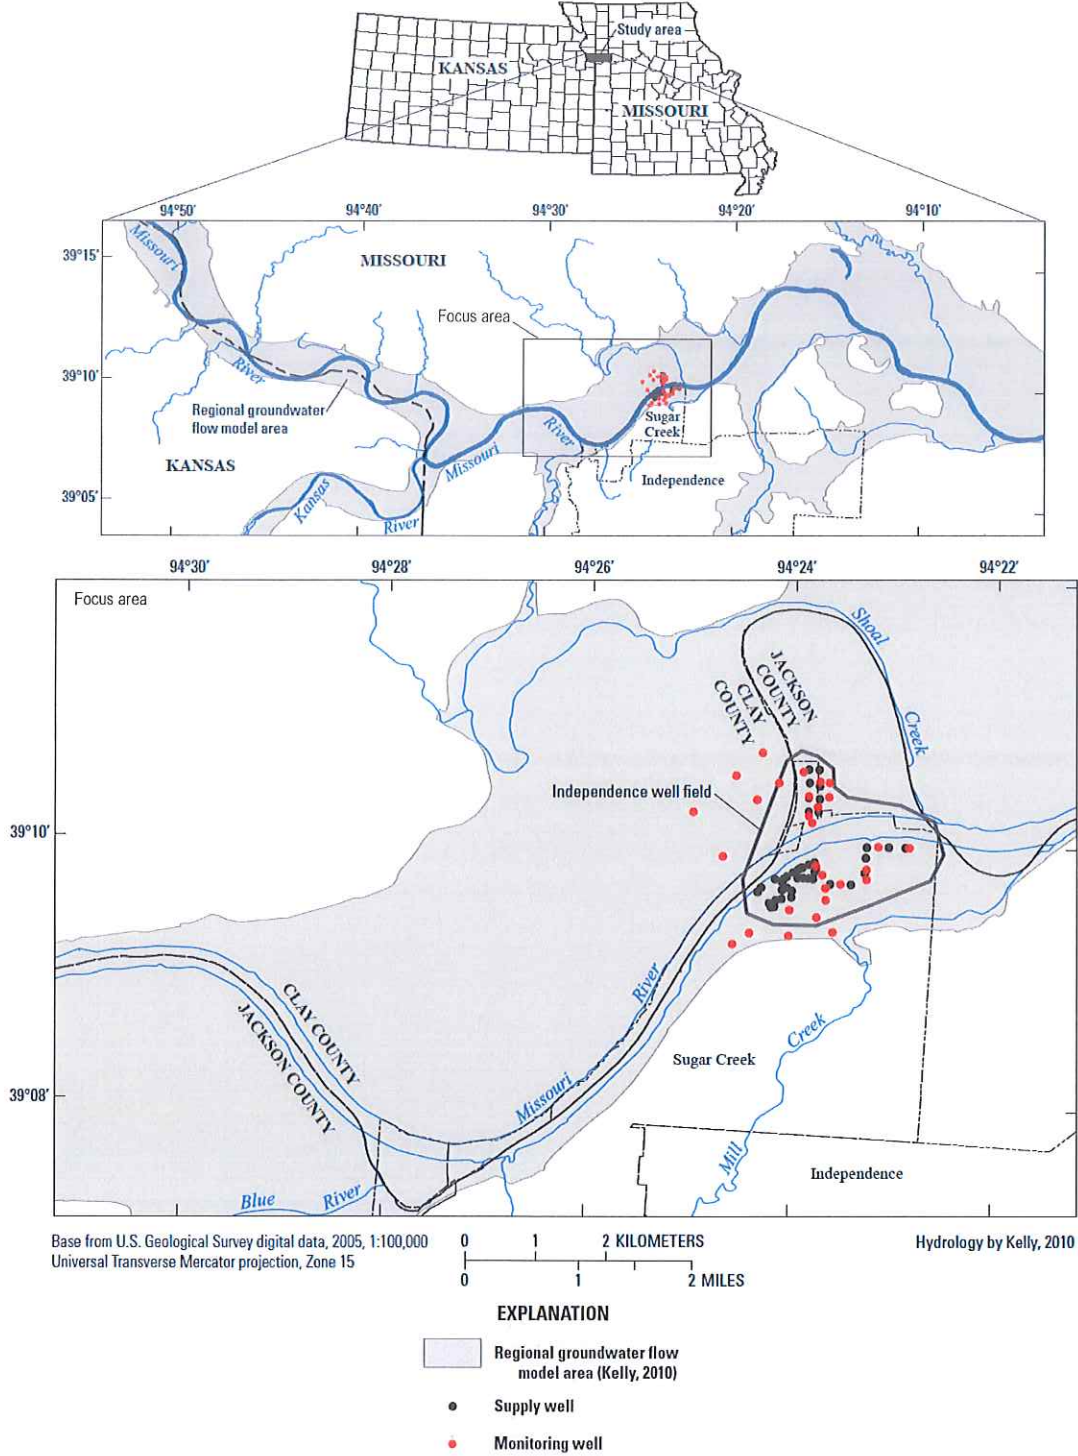 Study area
KANSAS
MISSOURI
94°50'
94°40'
94°30'
94°20'
94°10'
39°15'
39°10'
39°05'
Missouri
River
MISSOURI
Focus area
Regional groundwater
flow model area
KANSAS
Kansas
River
Missouri
River
Sugar
Creek
Independence
94°30'
94°28'
94°26'
94°24'
94°22'
Focus area
39°10'
39°08'
Shoal
Creek
JACKSON
COUNTY
CLAY
COUNTY
Independence well field
CLAY COUNTY
JACKSON COUNTY
Missouri
River
Sugar Creek
Mill
Creek
Independence
Blue
River
Base from U.S. Geological Survey digital data, 2005, 1:100,000
Universal Transverse Mercator projection, Zone 15
0 1 2 KILOMETERS
0 1 2 MILES
Hydrology by Kelly, 2010
EXPLANATION
Regional groundwater flow
model area (Kelly, 2010)
Supply well
Monitoring well